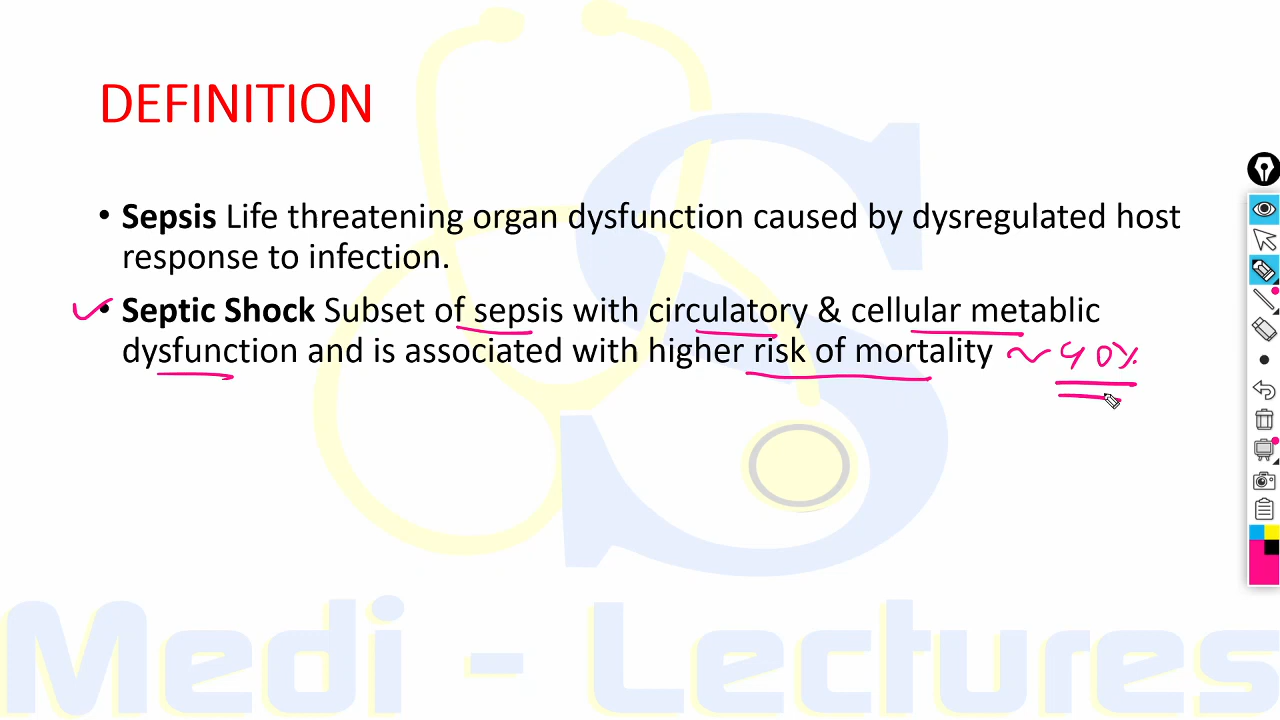 DEFINITION
• Sepsis Life threatening organ dysfunction caused by dysregulated host
response to infection.
• Septic Shock Subset of sepsis with circulatory & cellular metablic
dysfunction and is associated with higher risk of mortality ~ 40%
Medi - Lectures